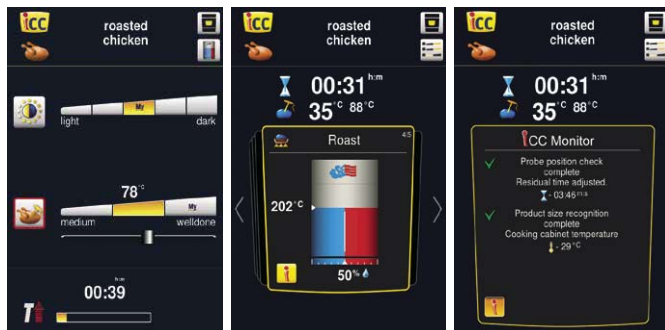 iCC
roasted
chicken
My
light
dark
78°C
My
medium
welldone
h:m
00:39
iCC
roasted
chicken
00:31 h:m
35°C 88°C
Roast
4/5
202°C
50%
iCC
roasted
chicken
00:31 h:m
35°C 88°C
iCC Monitor
Probe position check
complete
Residual time adjusted.
- 03:46 m:s
Product size recognition
complete
Cooking cabinet temperature
- 29 °C